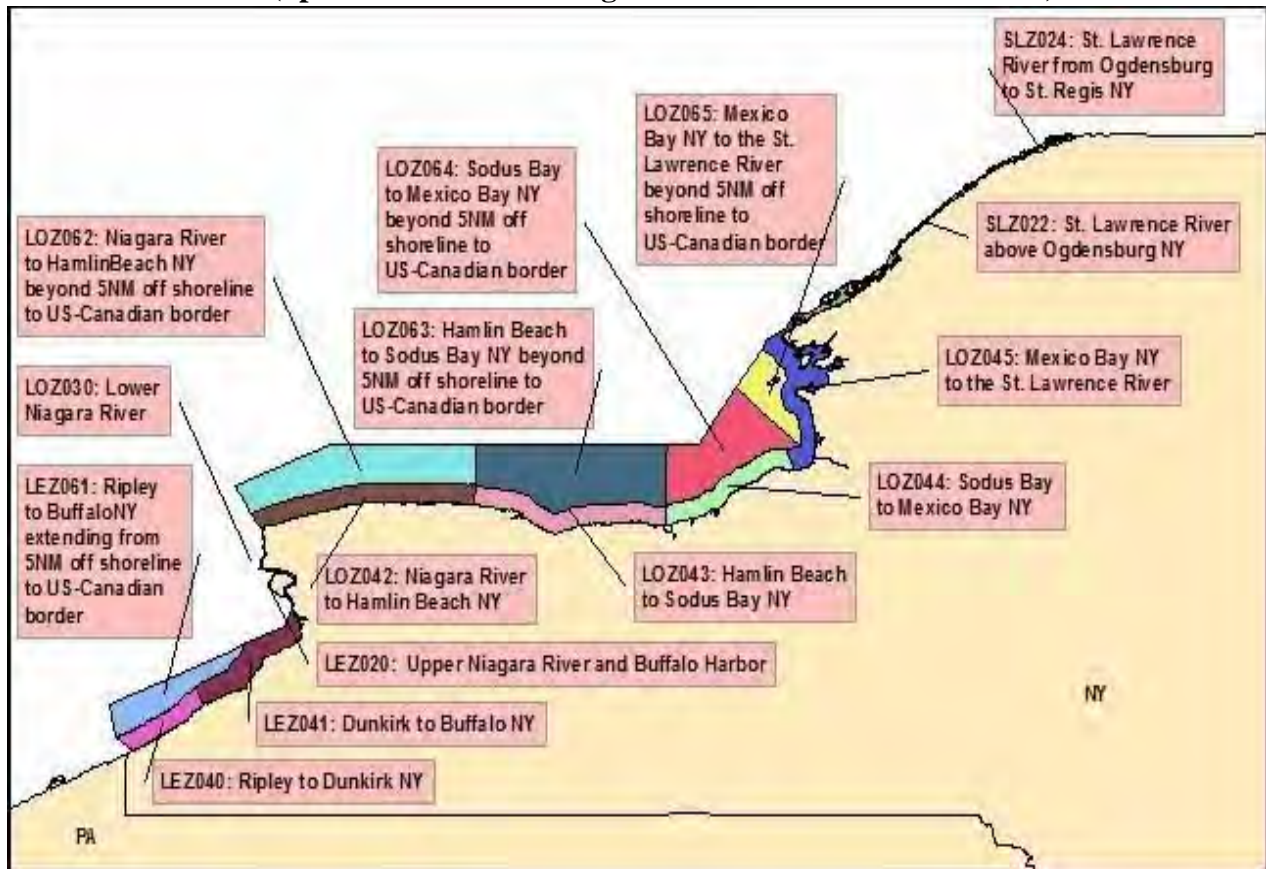 SLZ024: St. Lawrence
River from Ogdensburg
to St. Regis NY
LOZ065: Mexico
Bay NY to the St.
Lawrence River
beyond 5NM off
shoreline to
US-Canadian border
LOZ064: Sodus Bay
to Mexico Bay NY
beyond 5NM off
shoreline to
US-Canadian border
SLZ022: St. Lawrence River
above Ogdensburg NY
LOZ062: Niagara River
to HamlinBeach NY
beyond 5NM off shoreline
to US-Canadian border
LOZ063: Hamlin Beach
to Sodus Bay NY beyond
5NM off shoreline to
US-Canadian border
LOZ045: Mexico Bay NY
to the St. Lawrence River
LOZ030: Lower
Niagara River
LEZ061: Ripley
to BuffaloNY
extending from
5NM off shoreline
to US-Canadian
border
LOZ044: Sodus Bay
to Mexico Bay NY
LOZ042: Niagara River
to Hamlin Beach NY
LOZ043: Hamlin Beach
to Sodus Bay NY
LEZ020: Upper Niagara River and Buffalo Harbor
NY
LEZ041: Dunkirk to Buffalo NY
LEZ040: Ripley to Dunkirk NY
PA